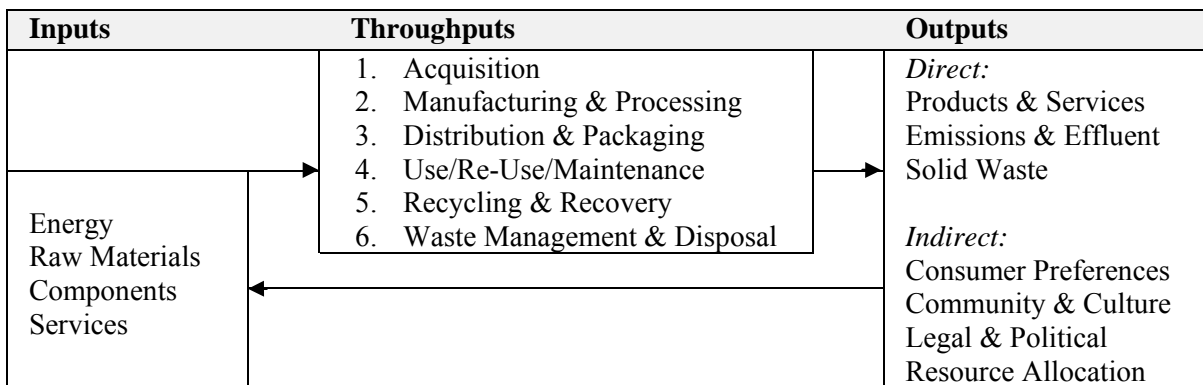 Inputs
Throughputs
Outputs
1. Acquisition
2. Manufacturing & Processing
3. Distribution & Packaging
4. Use/Re-Use/Maintenance
5. Recycling & Recovery
6. Waste Management & Disposal
Energy
Raw Materials
Components
Services
Direct:
Products & Services
Emissions & Effluent
Solid Waste
Indirect:
Consumer Preferences
Community & Culture
Legal & Political
Resource Allocation